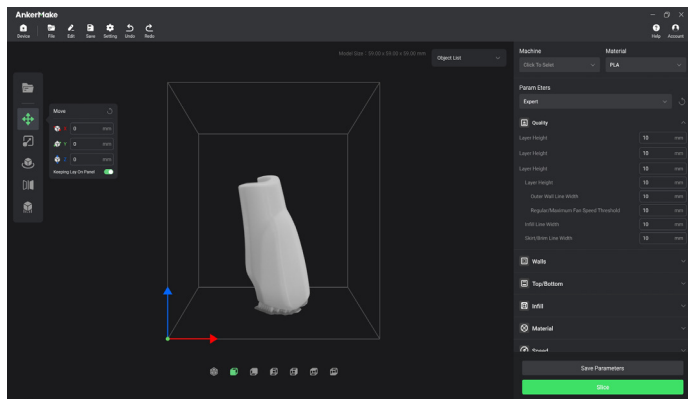 AnkerMake
Device
File
Edit
Save
Setting
Undo
Redo
Help
Account
Model Size : 59.00 x 59.00 x 59.00 mm
Object List
Machine
Material
Click To Selet
PLA
Param Eters
Expert
Move
X 0 mm
Y 0 mm
Z 0 mm
Keeping Lay On Panel
Quality
Layer Height 10 mm
Layer Height 10 mm
Layer Height 10 mm
Layer Height 10 mm
Outer Wall Line Width 10 mm
Regular/Maximum Fan Speed Threshold 10 mm
Infill Line Width 10 mm
Skirt/Brim Line Width 10 mm
Walls
Top/Bottom
Infill
Material
Speed
Save Parameters
Slice